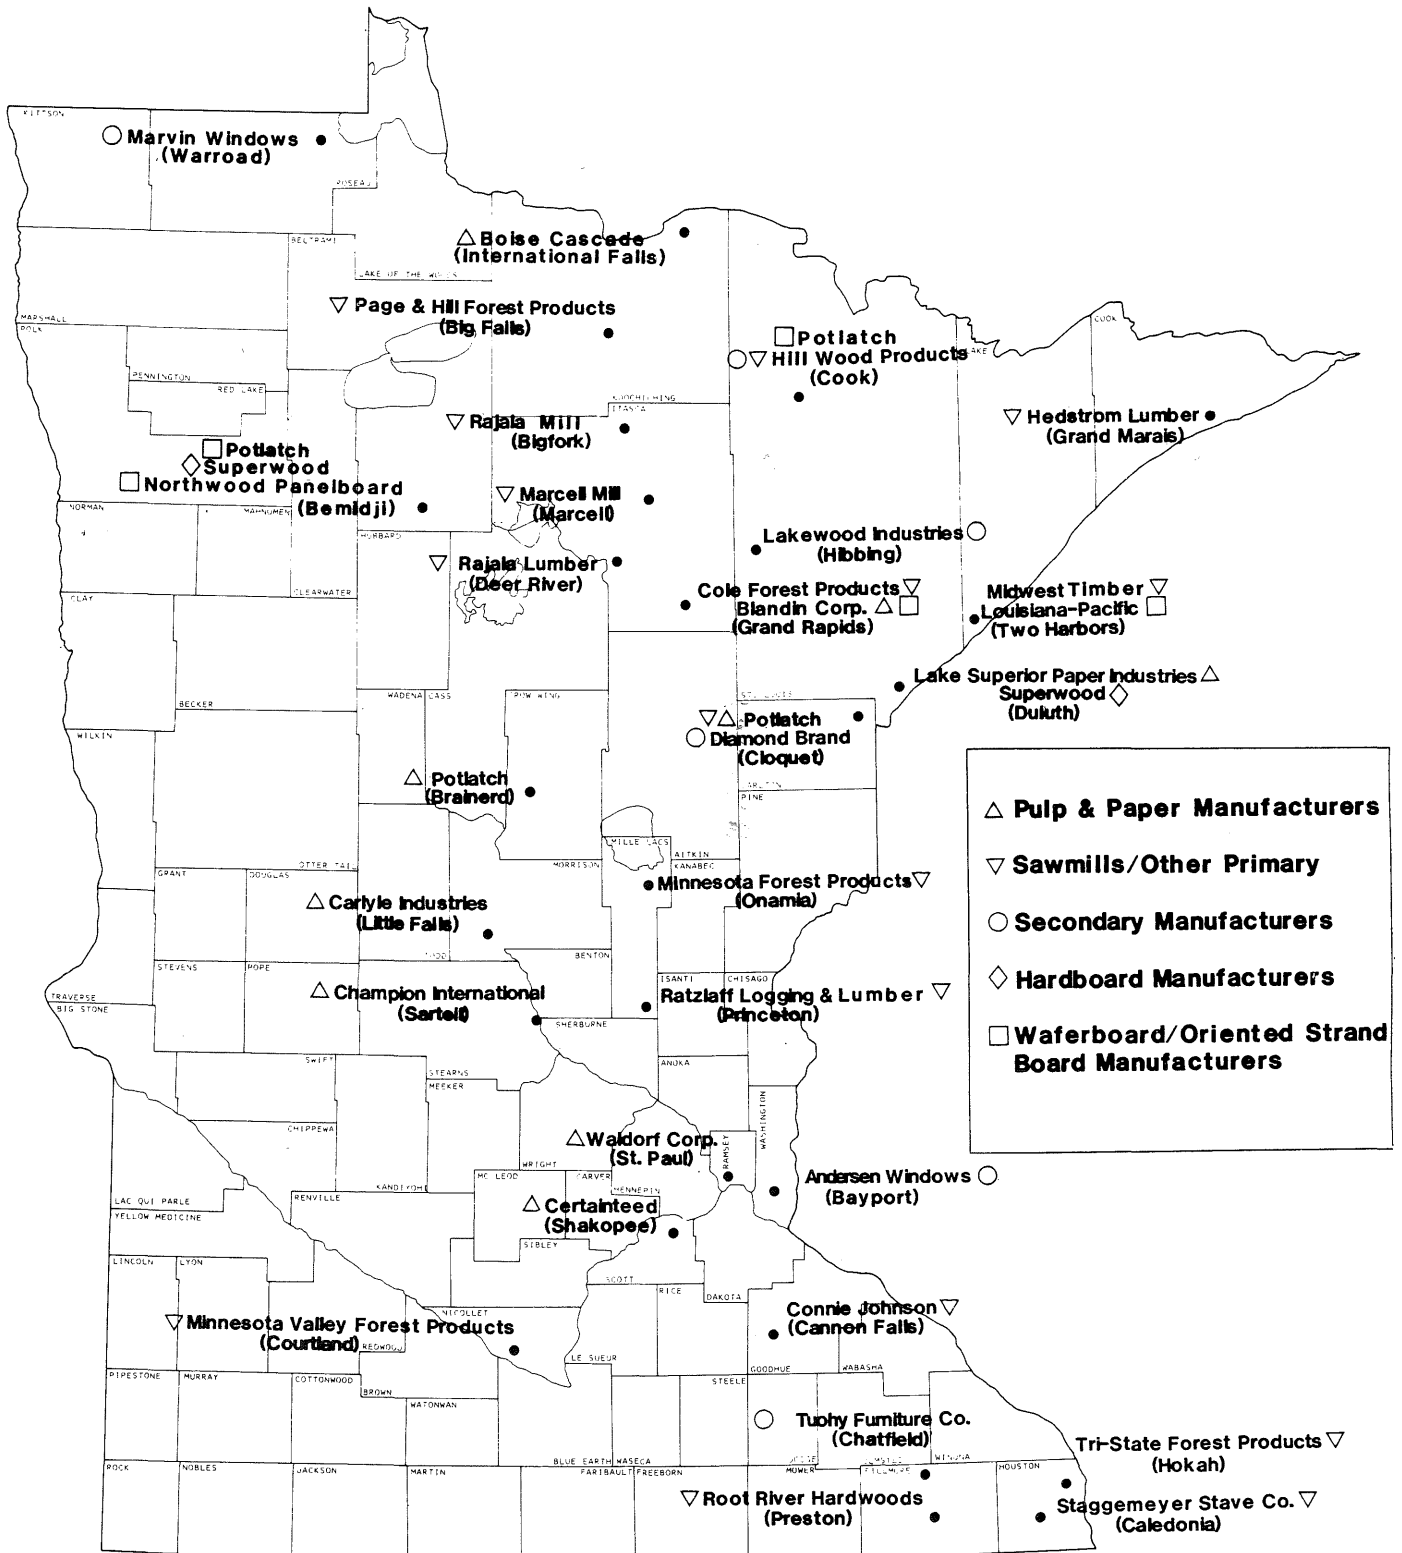 KITTSON
Marvin Windows
(Warroad)
ROSEAU
BELTRAMI
LAKE OF THE WOODS
Boise Cascade
(International Falls)
Page & Hill Forest Products
(Big Falls)
MARSHALL
POLK
PENNINGTON
RED LAKE
KOOCHICHING
ITASCA
Potlatch
Hill Wood Products
(Cook)
LAKE
COOK
Hedstrom Lumber
(Grand Marais)
Rajala Mill
(Bigfork)
Potlatch
Superwood
Northwood Panelboard
(Bemidji)
Marcell Mill
(Marcell)
NORMAN
MAHNOMEN
HUBBARD
Lakewood Industries
(Hibbing)
Rajala Lumber
(Deer River)
Cole Forest Products
Blandin Corp.
(Grand Rapids)
Midwest Timber
Louisiana-Pacific
(Two Harbors)
CLAY
CLEARWATER
Lake Superior Paper Industries
Superwood
(Duluth)
WADENA
CASS
CROW WING
ST. LOUIS
BECKER
WILKIN
Potlatch
Diamond Brand
(Cloquet)
Potlatch
(Brainerd)
CARLTON
PINE
Pulp & Paper Manufacturers
Sawmills/Other Primary
Secondary Manufacturers
Hardboard Manufacturers
Waferboard/Oriented Strand
Board Manufacturers
OTTER TAIL
MORRISON
MILLE LACS
AITKIN
KANABEC
GRANT
DOUGLAS
Minnesota Forest Products
(Onamia)
Carlyle Industries
(Little Falls)
TODD
BENTON
STEVENS
POPE
ISANTI
CHISAGO
TRAVERSE
BIG STONE
Champion International
(Sartell)
Ratzlaff Logging & Lumber
(Princeton)
SHERBURNE
SWIFT
ANOKA
STEARNS
MEEKER
WASHINGTON
CHIPPEWA
Waldorf Corp.
(St. Paul)
RAMSEY
WRIGHT
MC LEOD
CARVER
HENNEPIN
KANDIYOHI
Andersen Windows
(Bayport)
LAC QUI PARLE
RENVILLE
YELLOW MEDICINE
Certainteed
(Shakopee)
SIBLEY
LINCOLN
LYON
SCOTT
RICE
DAKOTA
NICOLLET
Connie Johnson
(Cannon Falls)
Minnesota Valley Forest Products
(Courtland)
REDWOOD
LE SUEUR
GOODHUE
WABASHA
PIPESTONE
MURRAY
COTTONWOOD
BROWN
STEELE
WATONWAN
Tuohy Furniture Co.
(Chatfield)
Tri-State Forest Products
(Hokah)
ROCK
NOBLES
JACKSON
MARTIN
BLUE EARTH
WASECA
FARIBAULT
FREEBORN
DODGE
MOWER
OLMSTED
FILLMORE
WINONA
HOUSTON
Root River Hardwoods
(Preston)
Staggemeyer Stave Co.
(Caledonia)